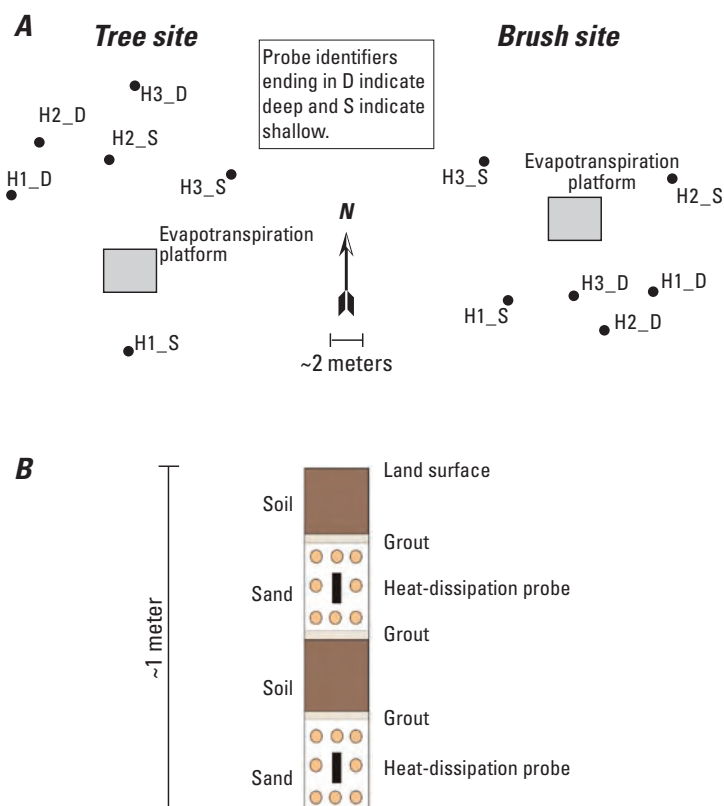 A
Tree site
Brush site
Probe identifiers
ending in D indicate
deep and S indicate
shallow.
H3_D
H2_D
H2_S
H1_D
H3_S
Evapotranspiration
platform
H1_S
N
~2 meters
Evapotranspiration
platform
H3_S
H2_S
H1_S
H3_D
H1_D
H2_D
B
~1 meter
Land surface
Soil
Grout
Sand
Heat-dissipation probe
Grout
Soil
Grout
Sand
Heat-dissipation probe